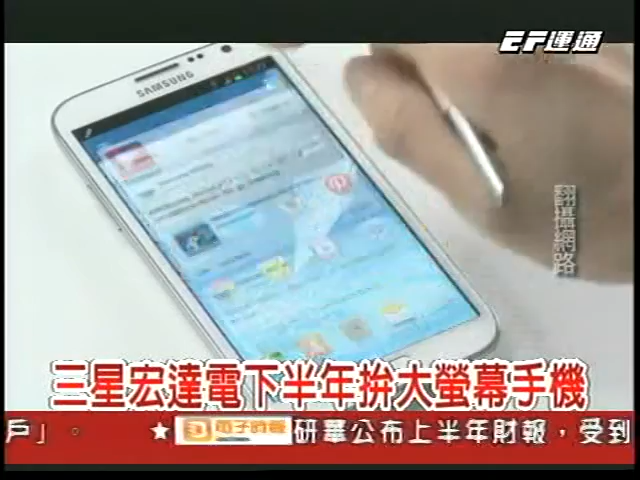 EF運通
SAMSUNG
翻攝網路
三星宏達電下半年拚大螢幕手機
戶」。 ★ 電子時報 研華公布上半年財報，受到